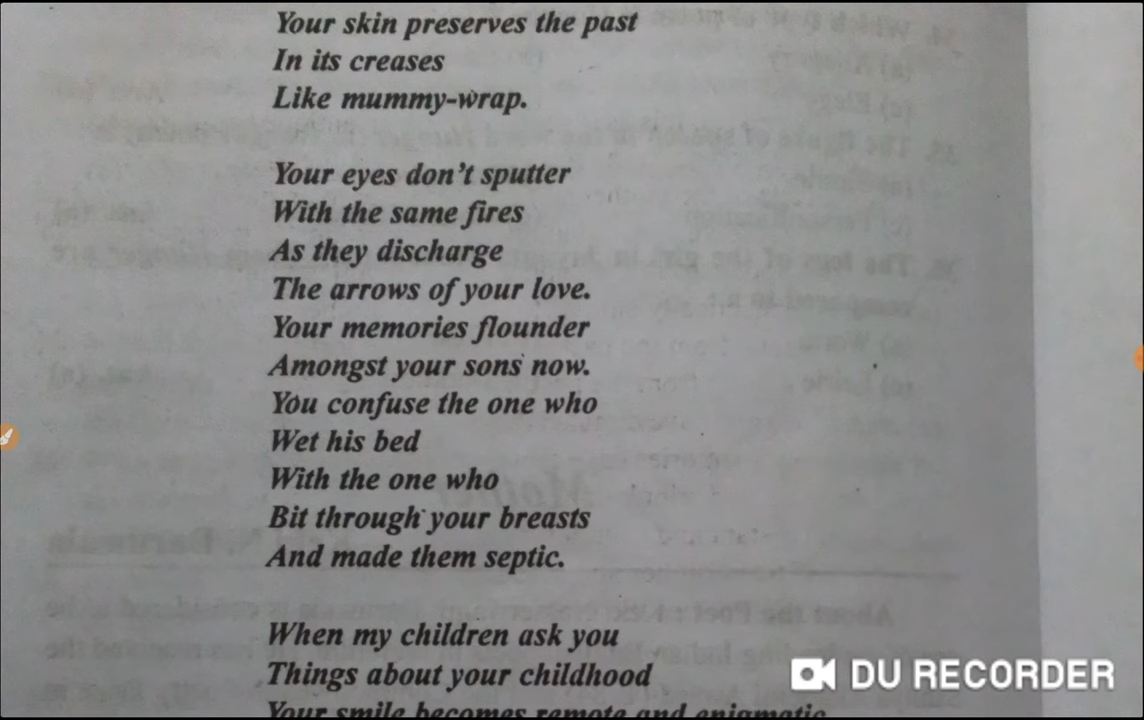 Your skin preserves the past
In its creases
Like mummy-wrap.
Your eyes don't sputter
With the same fires
As they discharge
The arrows of your love.
Your memories flounder
Amongst your sons now.
You confuse the one who
Wet his bed
With the one who
Bit through your breasts
And made them septic.
When my children ask you
Things about your childhood
Your smile becomes remote and enigmatic
DU RECORDER